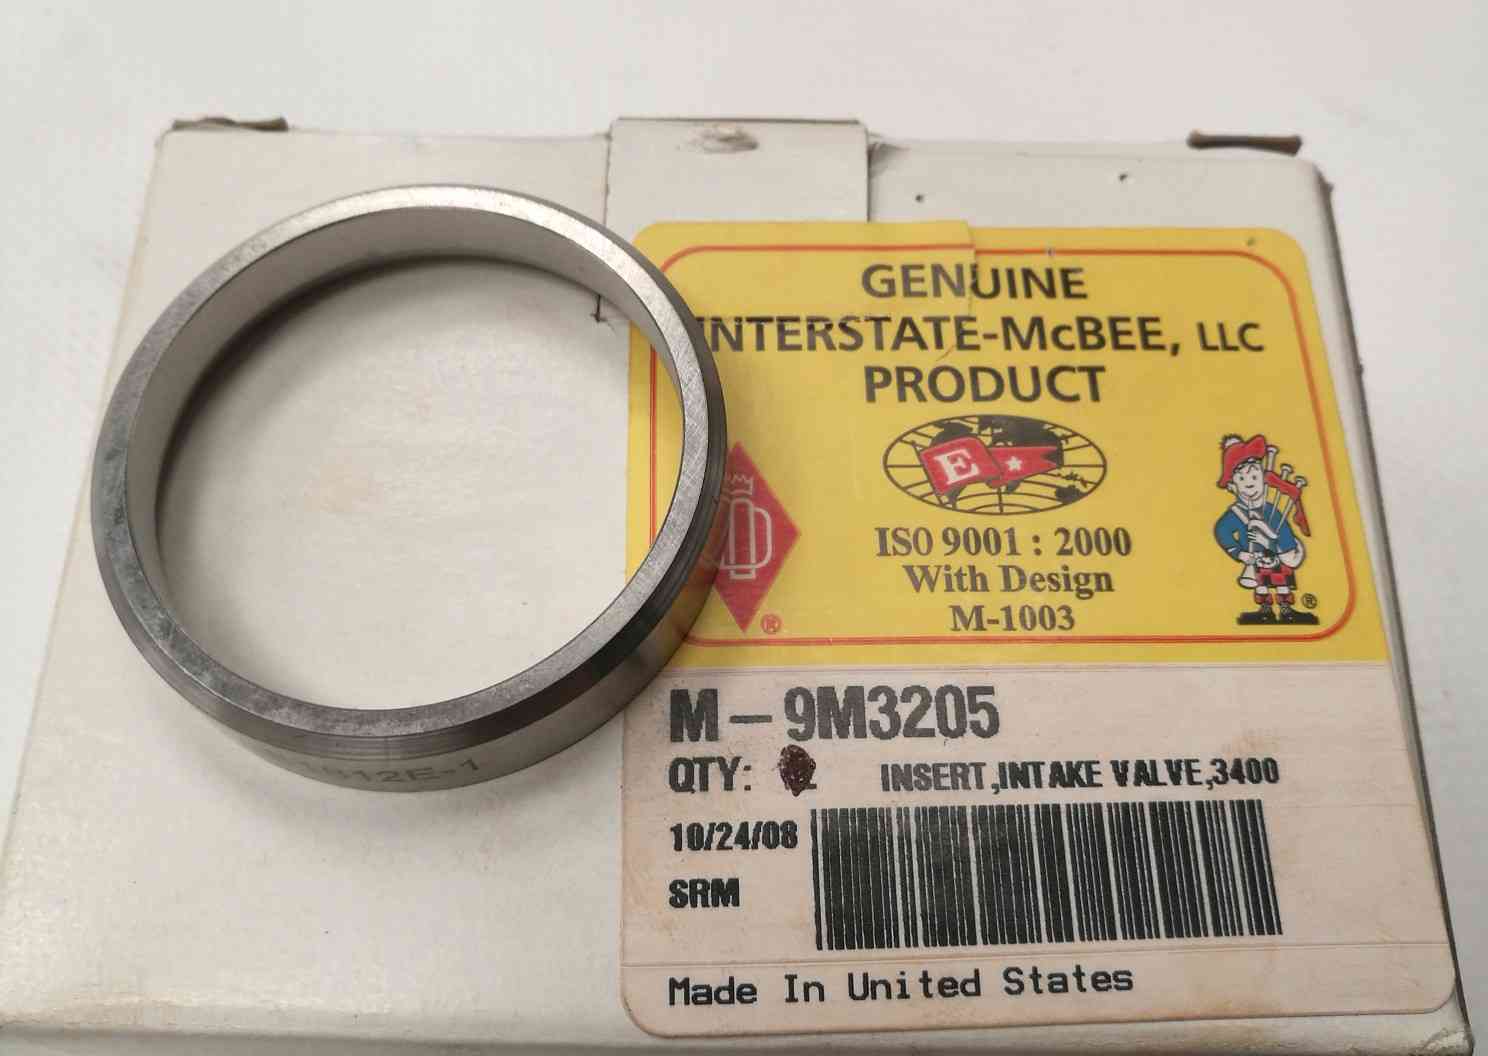 GENUINE
INTERSTATE-McBEE, LLC
PRODUCT
E
ISO 9001 : 2000
With Design
M-1003
®
®
M-9M3205
QTY:
INSERT,INTAKE VALVE,3400
10/24/08
SRM
Made In United States